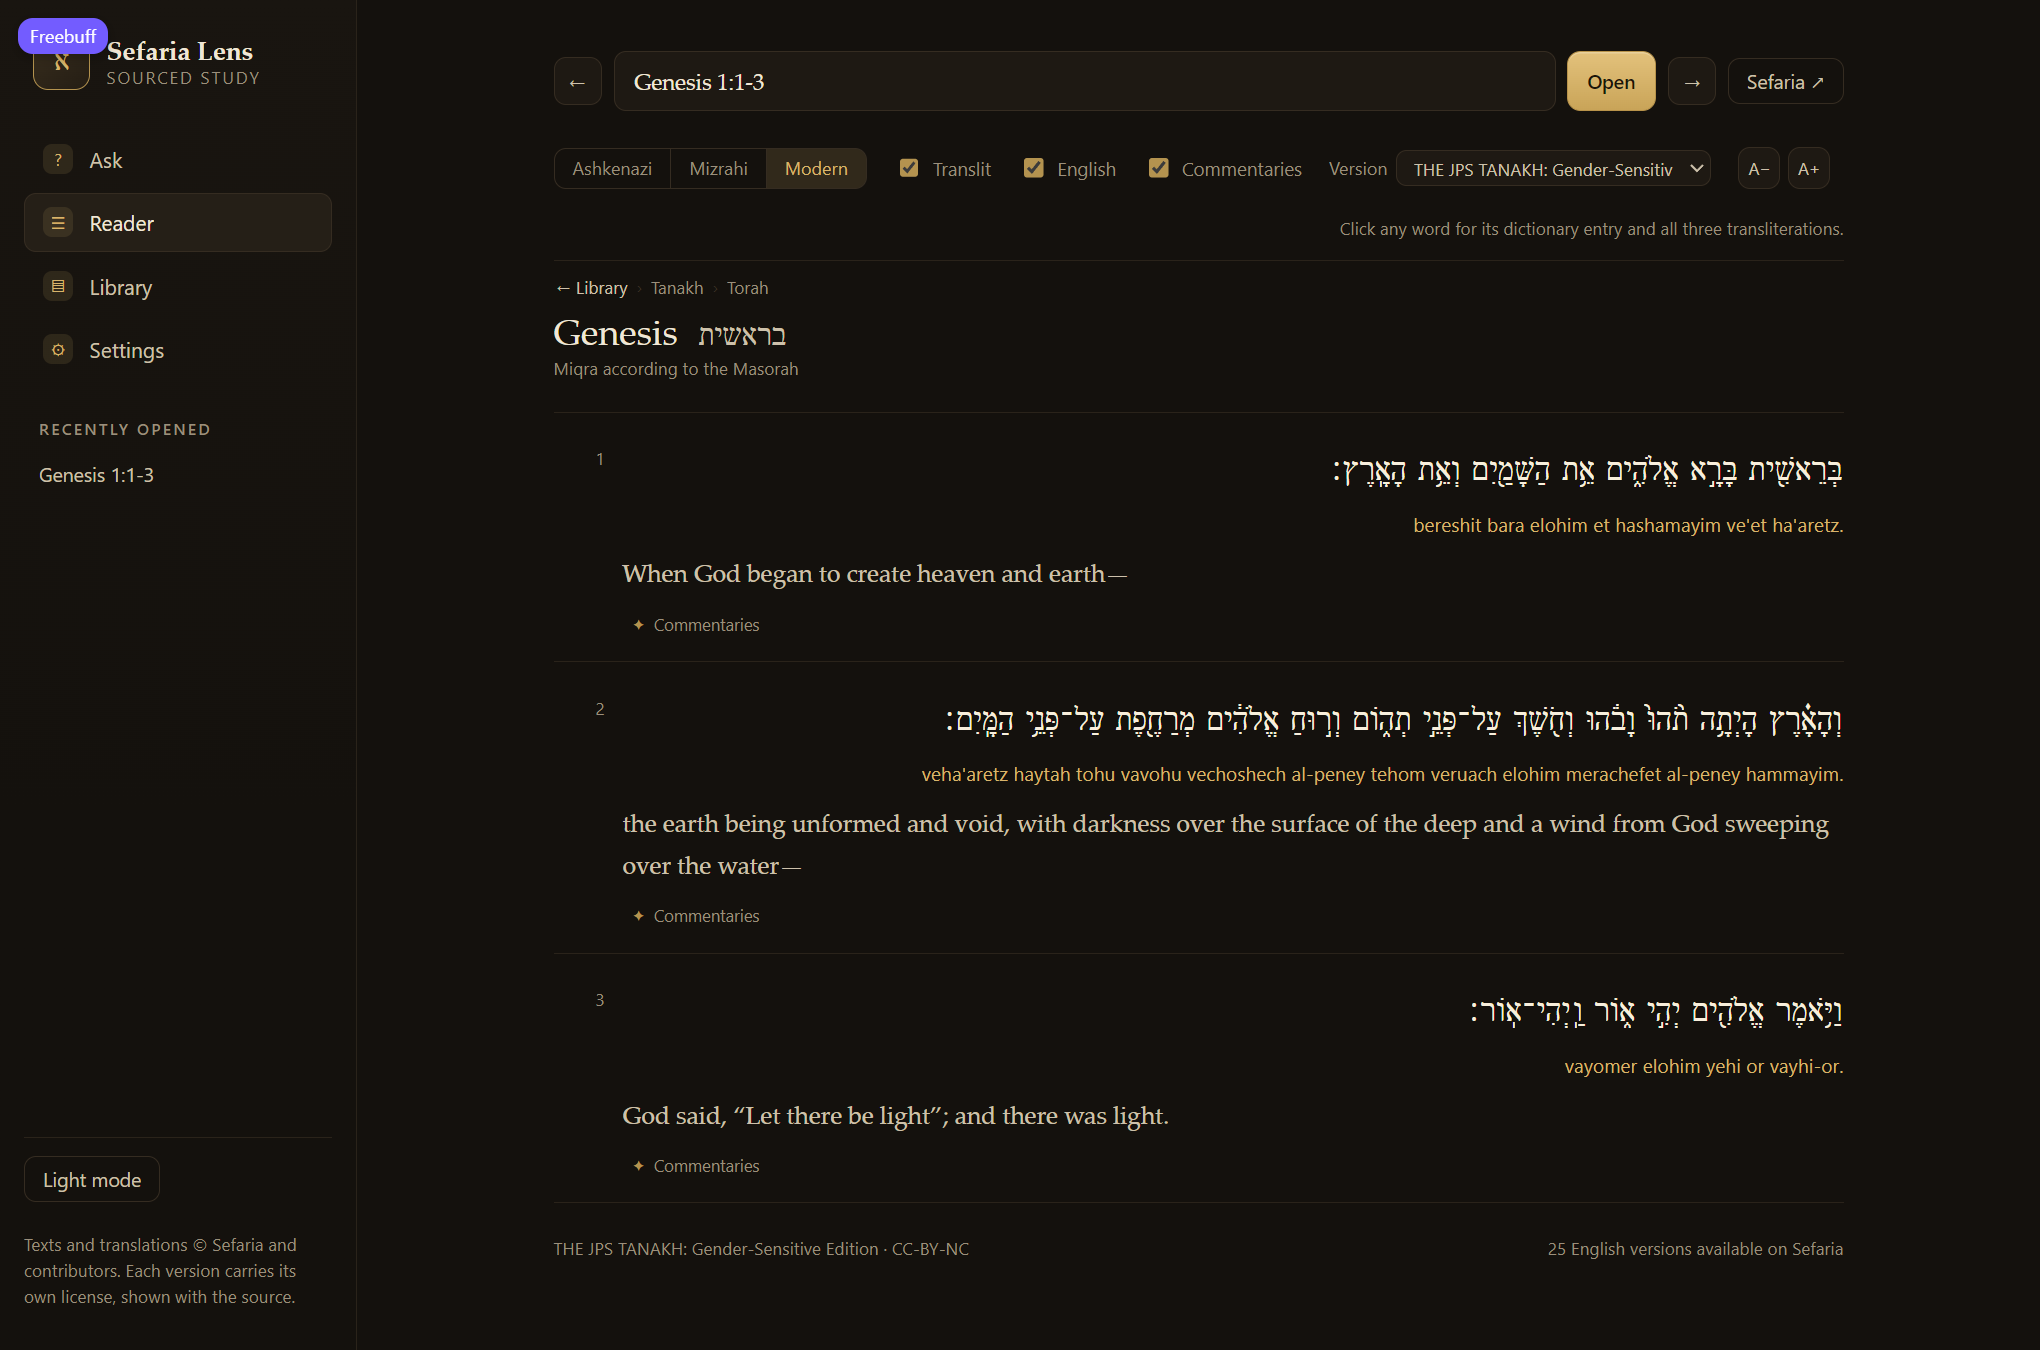 Freebuff
א
Sefaria Lens
SOURCED STUDY
? Ask
Reader
Library
Settings
RECENTLY OPENED
Genesis 1:1-3
Light mode
Texts and translations © Sefaria and
contributors. Each version carries its
own license, shown with the source.
← Genesis 1:1-3 Open → Sefaria ↗
Ashkenazi Mizrahi Modern Translit English Commentaries Version THE JPS TANAKH: Gender-Sensitiv A− A+
Click any word for its dictionary entry and all three transliterations.
← Library › Tanakh › Torah
Genesis בראשית
Miqra according to the Masorah
1
בְּרֵאשִׁ֖ית בָּרָ֣א אֱלֹהִ֑ים אֵ֥ת הַשָּׁמַ֖יִם וְאֵ֥ת הָאָֽרֶץ׃
bereshit bara elohim et hashamayim ve'et ha'aretz.
When God began to create heaven and earth—
✦ Commentaries
2
וְהָאָ֗רֶץ הָיְתָ֥ה תֹ֙הוּ֙ וָבֹ֔הוּ וְחֹ֖שֶׁךְ עַל־פְּנֵ֣י תְה֑וֹם וְר֣וּחַ אֱלֹהִ֔ים מְרַחֶ֖פֶת עַל־פְּנֵ֥י הַמָּֽיִם׃
veha'aretz haytah tohu vavohu vechoshech al-peney tehom veruach elohim merachefet al-peney hammayim.
the earth being unformed and void, with darkness over the surface of the deep and a wind from God sweeping
over the water—
✦ Commentaries
3
וַיֹּ֥אמֶר אֱלֹהִ֖ים יְהִ֣י א֑וֹר וַֽיְהִי־אֽוֹר׃
vayomer elohim yehi or vayhi-or.
God said, “Let there be light”; and there was light.
✦ Commentaries
THE JPS TANAKH: Gender-Sensitive Edition · CC-BY-NC
25 English versions available on Sefaria